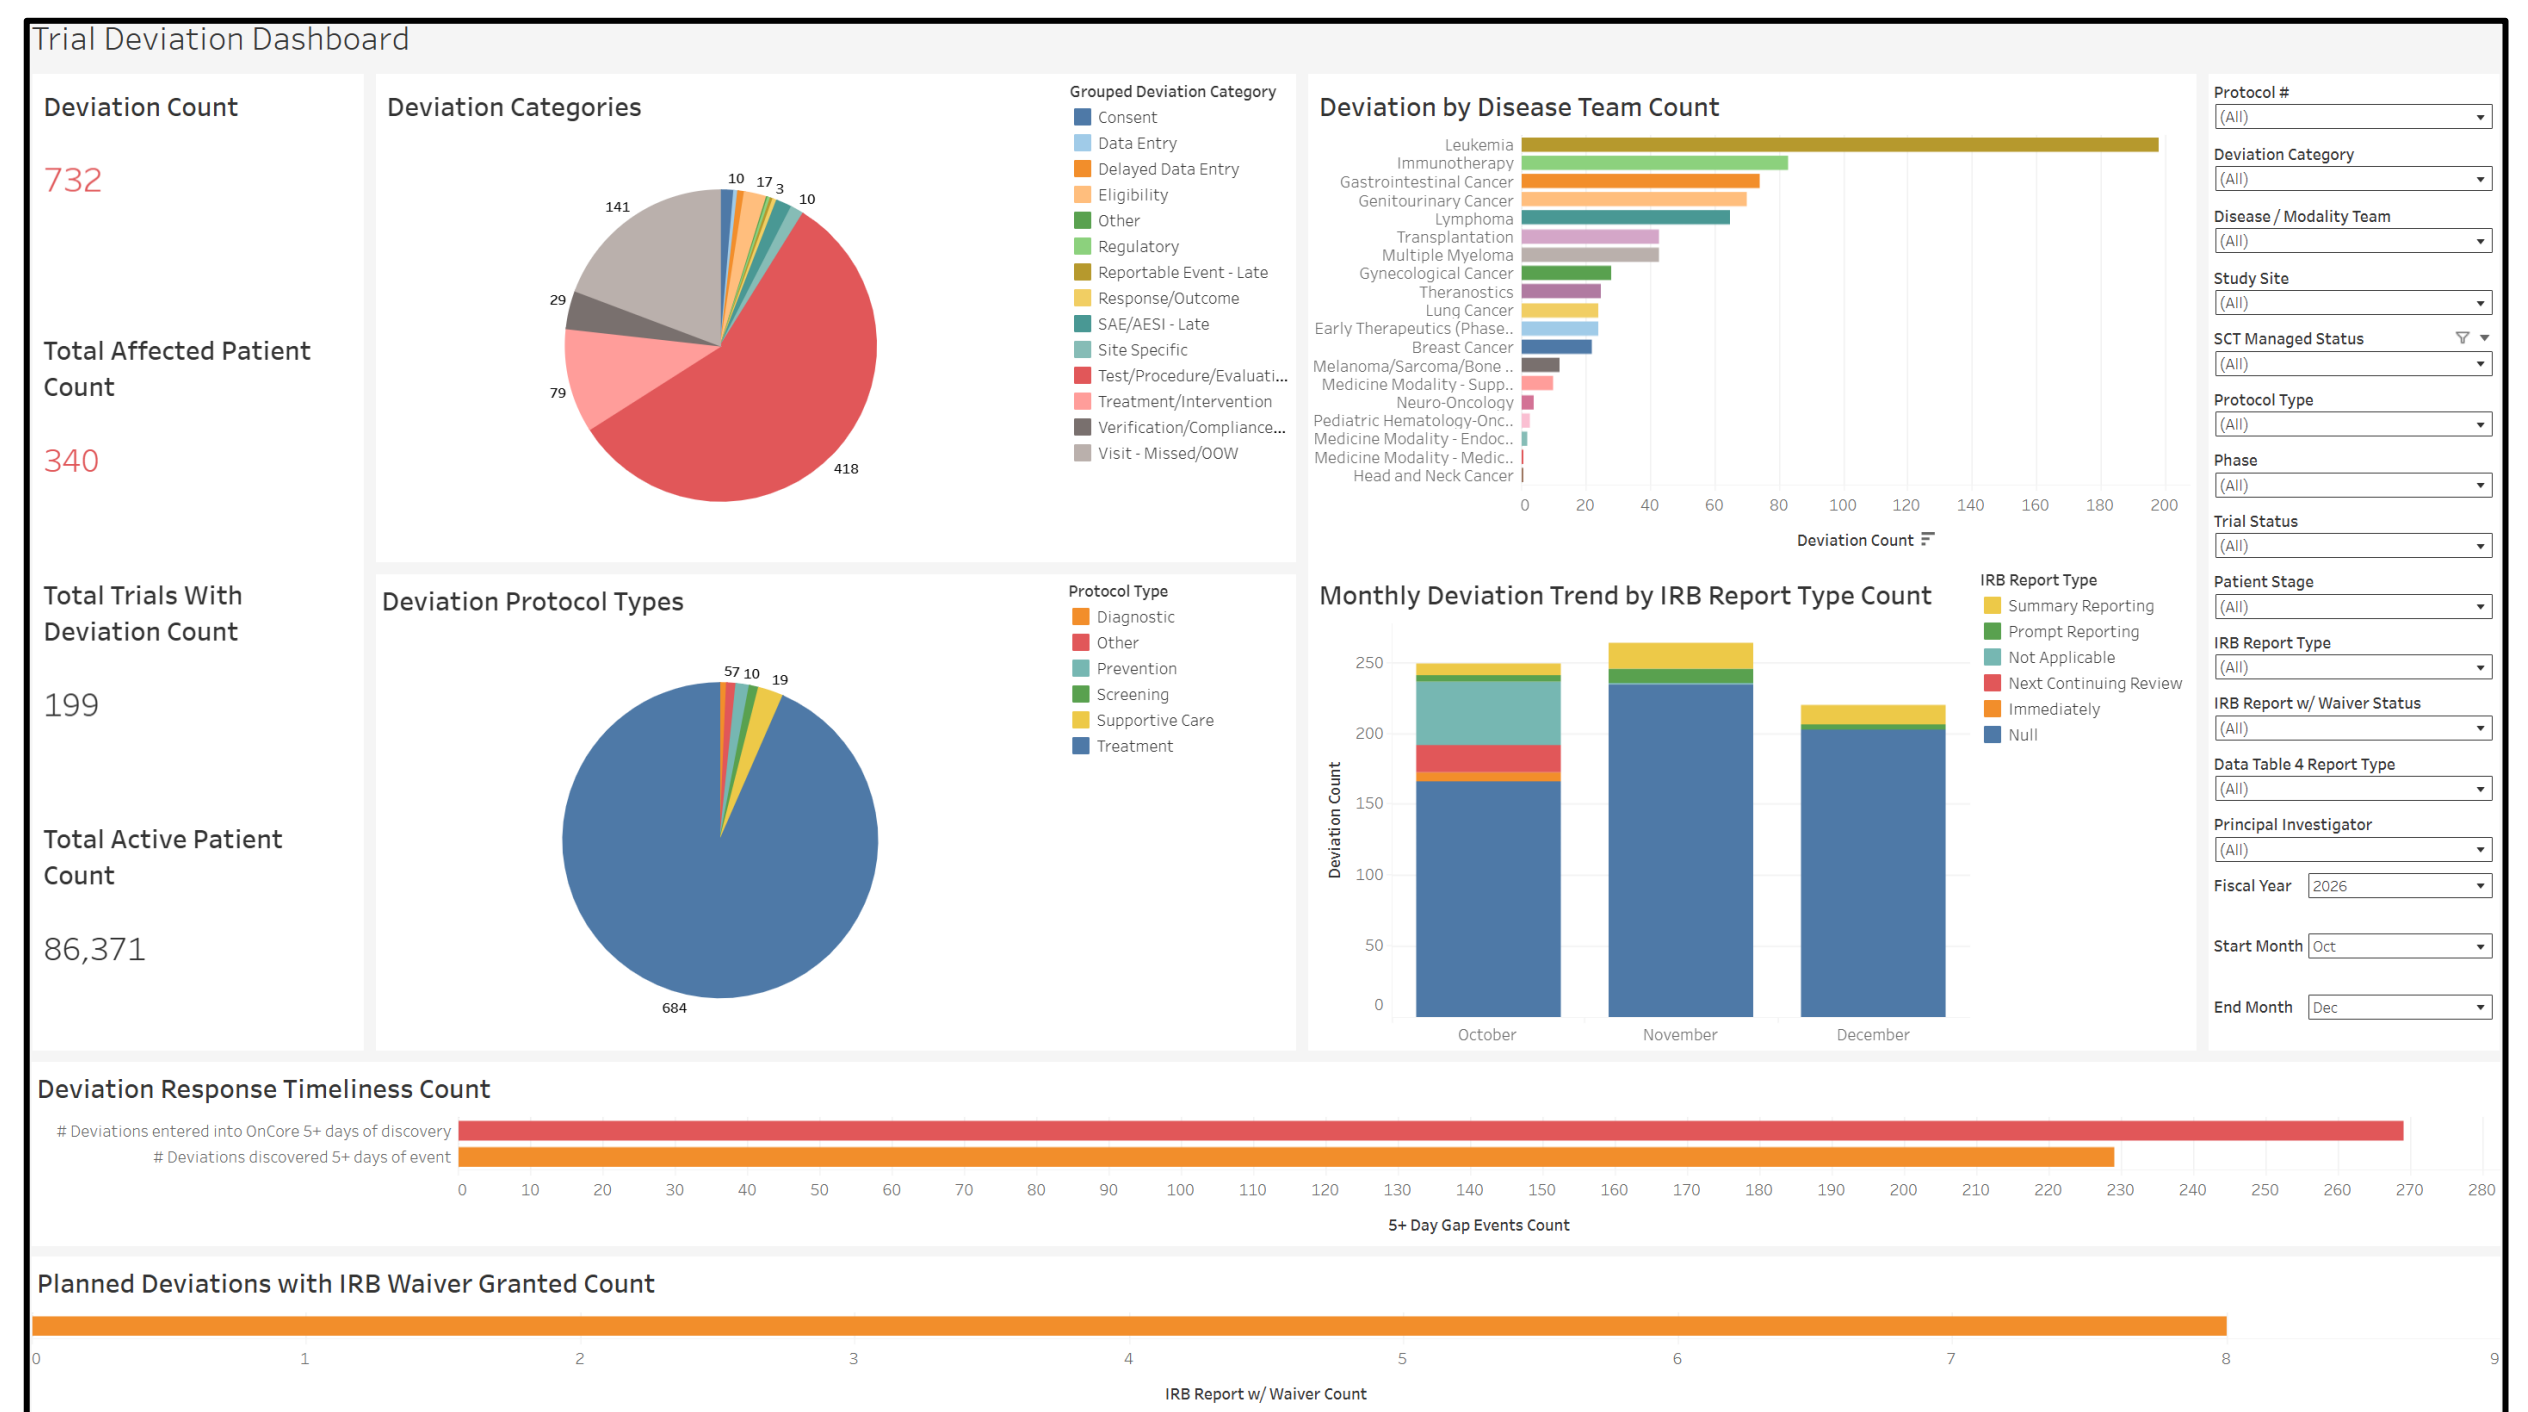 Trial Deviation Dashboard
Deviation Count
732
Total Affected Patient
Count
340
Total Trials With
Deviation Count
199
Total Active Patient
Count
86,371
Deviation Categories
10
17
3
10
141
29
79
418
Grouped Deviation Category
Consent
Data Entry
Delayed Data Entry
Eligibility
Other
Regulatory
Reportable Event - Late
Response/Outcome
SAE/AESI - Late
Site Specific
Test/Procedure/Evaluati...
Treatment/Intervention
Verification/Compliance...
Visit - Missed/OOW
Deviation Protocol Types
57 10
19
684
Protocol Type
Diagnostic
Other
Prevention
Screening
Supportive Care
Treatment
Deviation by Disease Team Count
Leukemia
Immunotherapy
Gastrointestinal Cancer
Genitourinary Cancer
Lymphoma
Transplantation
Multiple Myeloma
Gynecological Cancer
Theranostics
Lung Cancer
Early Therapeutics (Phase..
Breast Cancer
Melanoma/Sarcoma/Bone ..
Medicine Modality - Supp..
Neuro-Oncology
Pediatric Hematology-Onc..
Medicine Modality - Endoc..
Medicine Modality - Medic..
Head and Neck Cancer
0 20 40 60 80 100 120 140 160 180 200
Deviation Count
Monthly Deviation Trend by IRB Report Type Count
Deviation Count
250
200
150
100
50
0
October November December
IRB Report Type
Summary Reporting
Prompt Reporting
Not Applicable
Next Continuing Review
Immediately
Null
Protocol #
(All)
Deviation Category
(All)
Disease / Modality Team
(All)
Study Site
(All)
SCT Managed Status
(All)
Protocol Type
(All)
Phase
(All)
Trial Status
(All)
Patient Stage
(All)
IRB Report Type
(All)
IRB Report w/ Waiver Status
(All)
Data Table 4 Report Type
(All)
Principal Investigator
(All)
Fiscal Year 2026
Start Month Oct
End Month Dec
Deviation Response Timeliness Count
# Deviations entered into OnCore 5+ days of discovery
# Deviations discovered 5+ days of event
0 10 20 30 40 50 60 70 80 90 100 110 120 130 140 150 160 170 180 190 200 210 220 230 240 250 260 270 280
5+ Day Gap Events Count
Planned Deviations with IRB Waiver Granted Count
0 1 2 3 4 5 6 7 8 9
IRB Report w/ Waiver Count